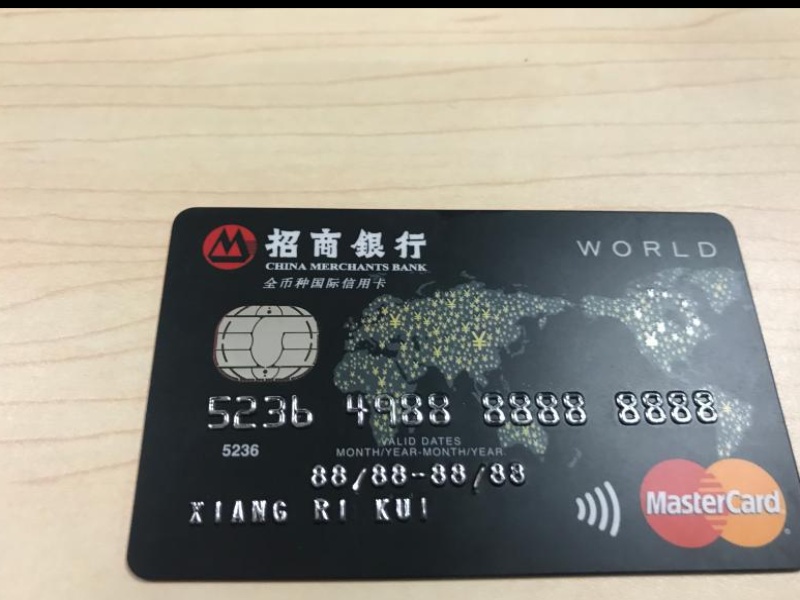 招商銀行
WORLD
CHINA MERCHANTS BANK
全币种国际信用卡
5236 4988 8888 8888
5236
VALID DATES
MONTH/YEAR-MONTH/YEAR
88/88-88/88
XIANG RI KUI
MasterCard